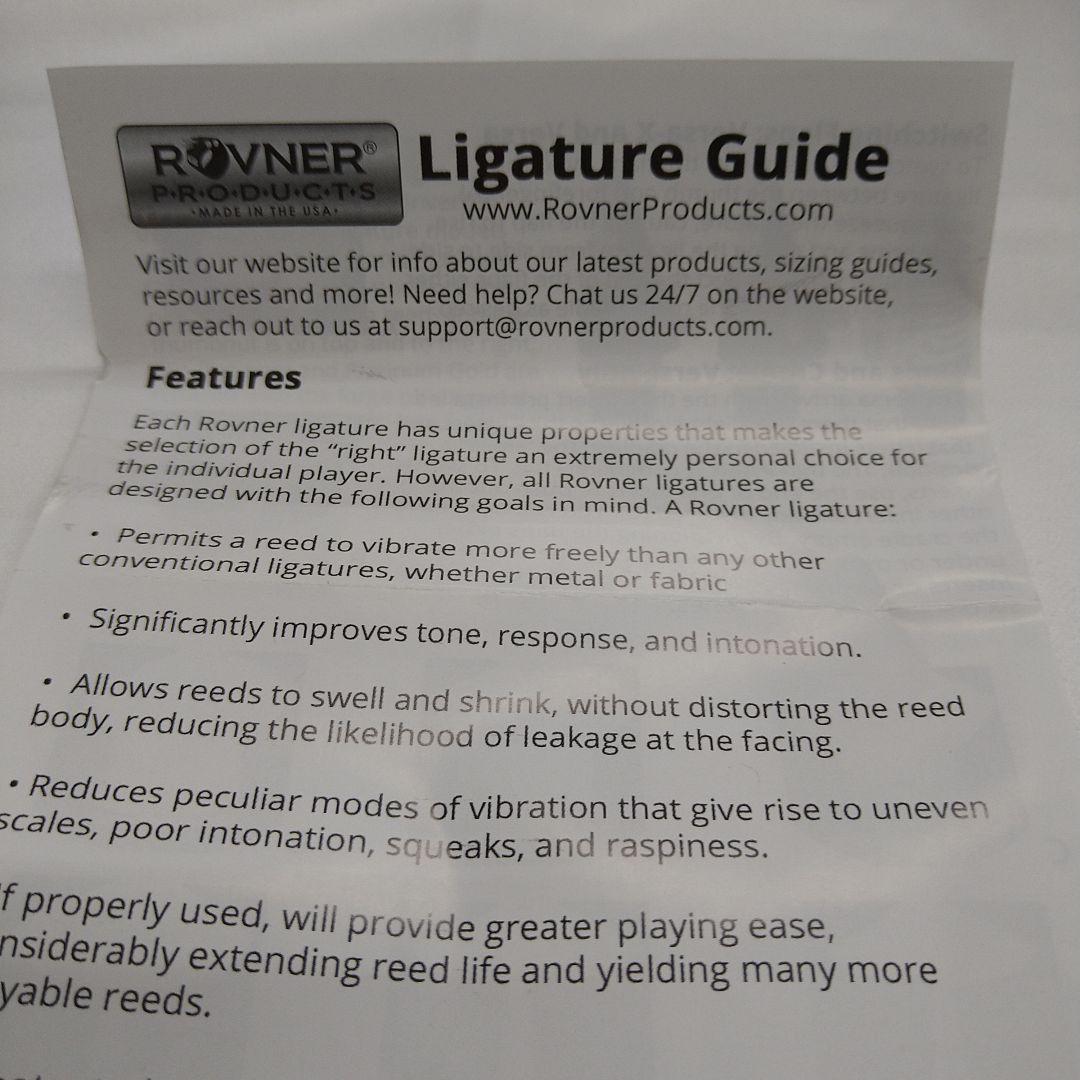 ROVNER®
P·R·O·D·U·C·T·S
·MADE IN THE USA·
Ligature Guide
www.RovnerProducts.com
Visit our website for info about our latest products, sizing guides,
resources and more! Need help? Chat us 24/7 on the website,
or reach out to us at support@rovnerproducts.com.
Features
Each Rovner ligature has unique properties that makes the
selection of the “right” ligature an extremely personal choice for
the individual player. However, all Rovner ligatures are
designed with the following goals in mind. A Rovner ligature:
• Permits a reed to vibrate more freely than any other
conventional ligatures, whether metal or fabric
• Significantly improves tone, response, and intonation.
• Allows reeds to swell and shrink, without distorting the reed
body, reducing the likelihood of leakage at the facing.
• Reduces peculiar modes of vibration that give rise to uneven
scales, poor intonation, squeaks, and raspiness.
f properly used, will provide greater playing ease,
nsiderably extending reed life and yielding many more
yable reeds.